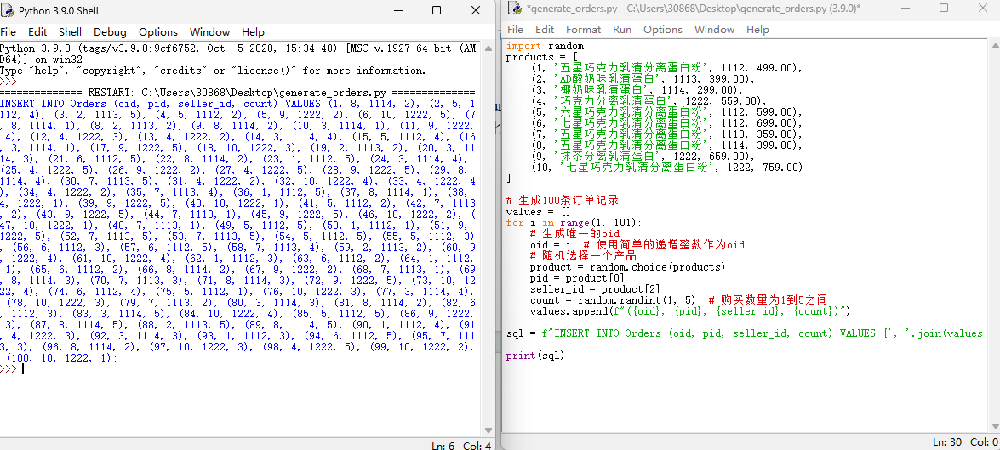 Python 3.9.0 Shell
File Edit Shell Debug Options Window Help
Python 3.9.0 (tags/v3.9.0:9cf6752, Oct  5 2020, 15:34:40) [MSC v.1927 64 bit (AM
D64)] on win32
Type "help", "copyright", "credits" or "license()" for more information.
>>>
============= RESTART: C:\Users\30868\Desktop\generate_orders.py =============
INSERT INTO Orders (oid, pid, seller_id, count) VALUES (1, 8, 1114, 2), (2, 5, 1
112, 4), (3, 2, 1113, 5), (4, 5, 1112, 2), (5, 9, 1222, 2), (6, 10, 1222, 5), (7
, 8, 1114, 1), (8, 2, 1113, 2), (9, 8, 1114, 2), (10, 3, 1114, 1), (11, 9, 1222,
 4), (12, 4, 1222, 3), (13, 4, 1222, 2), (14, 3, 1114, 4), (15, 5, 1112, 4), (16
, 3, 1114, 1), (17, 9, 1222, 5), (18, 10, 1222, 3), (19, 2, 1113, 2), (20, 3, 11
14, 3), (21, 6, 1112, 5), (22, 8, 1114, 2), (23, 1, 1112, 5), (24, 3, 1114, 4),
(25, 4, 1222, 5), (26, 9, 1222, 2), (27, 4, 1222, 5), (28, 9, 1222, 5), (29, 8,
1114, 4), (30, 7, 1113, 5), (31, 4, 1222, 2), (32, 10, 1222, 4), (33, 4, 1222, 4
), (34, 4, 1222, 2), (35, 7, 1113, 4), (36, 1, 1112, 5), (37, 8, 1114, 1), (38,
4, 1222, 1), (39, 9, 1222, 5), (40, 10, 1222, 1), (41, 5, 1112, 2), (42, 7, 1113
, 2), (43, 9, 1222, 5), (44, 7, 1113, 1), (45, 9, 1222, 5), (46, 10, 1222, 2), (
47, 10, 1222, 1), (48, 7, 1113, 1), (49, 5, 1112, 5), (50, 1, 1112, 1), (51, 9,
1222, 5), (52, 7, 1113, 5), (53, 7, 1113, 5), (54, 5, 1112, 5), (55, 5, 1112, 3)
, (56, 6, 1112, 3), (57, 6, 1112, 5), (58, 7, 1113, 4), (59, 2, 1113, 2), (60, 9
, 1222, 4), (61, 10, 1222, 4), (62, 1, 1112, 3), (63, 6, 1112, 2), (64, 1, 1112,
 1), (65, 6, 1112, 2), (66, 8, 1114, 2), (67, 9, 1222, 2), (68, 7, 1113, 1), (69
, 8, 1114, 3), (70, 7, 1113, 3), (71, 8, 1114, 3), (72, 9, 1222, 5), (73, 10, 12
22, 4), (74, 6, 1112, 4), (75, 5, 1112, 1), (76, 10, 1222, 3), (77, 3, 1114, 4),
 (78, 10, 1222, 3), (79, 7, 1113, 2), (80, 3, 1114, 3), (81, 8, 1114, 2), (82, 6
, 1112, 3), (83, 3, 1114, 5), (84, 10, 1222, 4), (85, 5, 1112, 5), (86, 9, 1222,
 3), (87, 8, 1114, 5), (88, 2, 1113, 5), (89, 8, 1114, 5), (90, 1, 1112, 4), (91
, 4, 1222, 3), (92, 3, 1114, 3), (93, 1, 1112, 3), (94, 6, 1112, 5), (95, 7, 111
3, 3), (96, 8, 1114, 2), (97, 10, 1222, 3), (98, 4, 1222, 5), (99, 10, 1222, 2),
 (100, 10, 1222, 1);
>>>
Ln: 6 Col: 4
*generate_orders.py - C:\Users\30868\Desktop\generate_orders.py (3.9.0)*
File Edit Format Run Options Window Help
import random
products = [
    (1, '五星巧克力乳清分离蛋白粉', 1112, 499.00),
    (2, 'AD酸奶味乳清蛋白', 1113, 399.00),
    (3, '椰奶味乳清蛋白', 1114, 299.00),
    (4, '巧克力分离乳清蛋白', 1222, 559.00),
    (5, '六星巧克力乳清分离蛋白粉', 1112, 599.00),
    (6, '七星巧克力乳清分离蛋白粉', 1112, 699.00),
    (7, '五星巧克力乳清分离蛋白粉', 1113, 359.00),
    (8, '五星巧克力乳清分离蛋白粉', 1114, 399.00),
    (9, '抹茶分离乳清蛋白', 1222, 659.00),
    (10, '七星巧克力乳清分离蛋白粉', 1222, 759.00)
]
# 生成100条订单记录
values = []
for i in range(1, 101):
    # 生成唯一的oid
    oid = i  # 使用简单的递增整数作为oid
    # 随机选择一个产品
    product = random.choice(products)
    pid = product[0]
    seller_id = product[2]
    count = random.randint(1, 5)  # 购买数量为1到5之间
    values.append(f"({oid}, {pid}, {seller_id}, {count})")
sql = f"INSERT INTO Orders (oid, pid, seller_id, count) VALUES {', '.join(values
print(sql)
Ln: 30 Col: 0